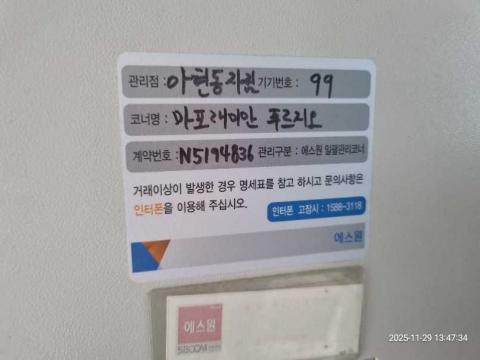 관리점 : 아현동지점 기기번호 : 99
코너명 : 마포래미안 푸르지오
계약번호 : N5194836 관리구분 : 에스원 일괄관리코너
거래이상이 발생한 경우 명세표를 참고 하시고 문의사항은
인터폰을 이용해 주십시오.
인터폰 고장시 : 1588-3118
에스원
에스원
2025-11-29 13:47:34